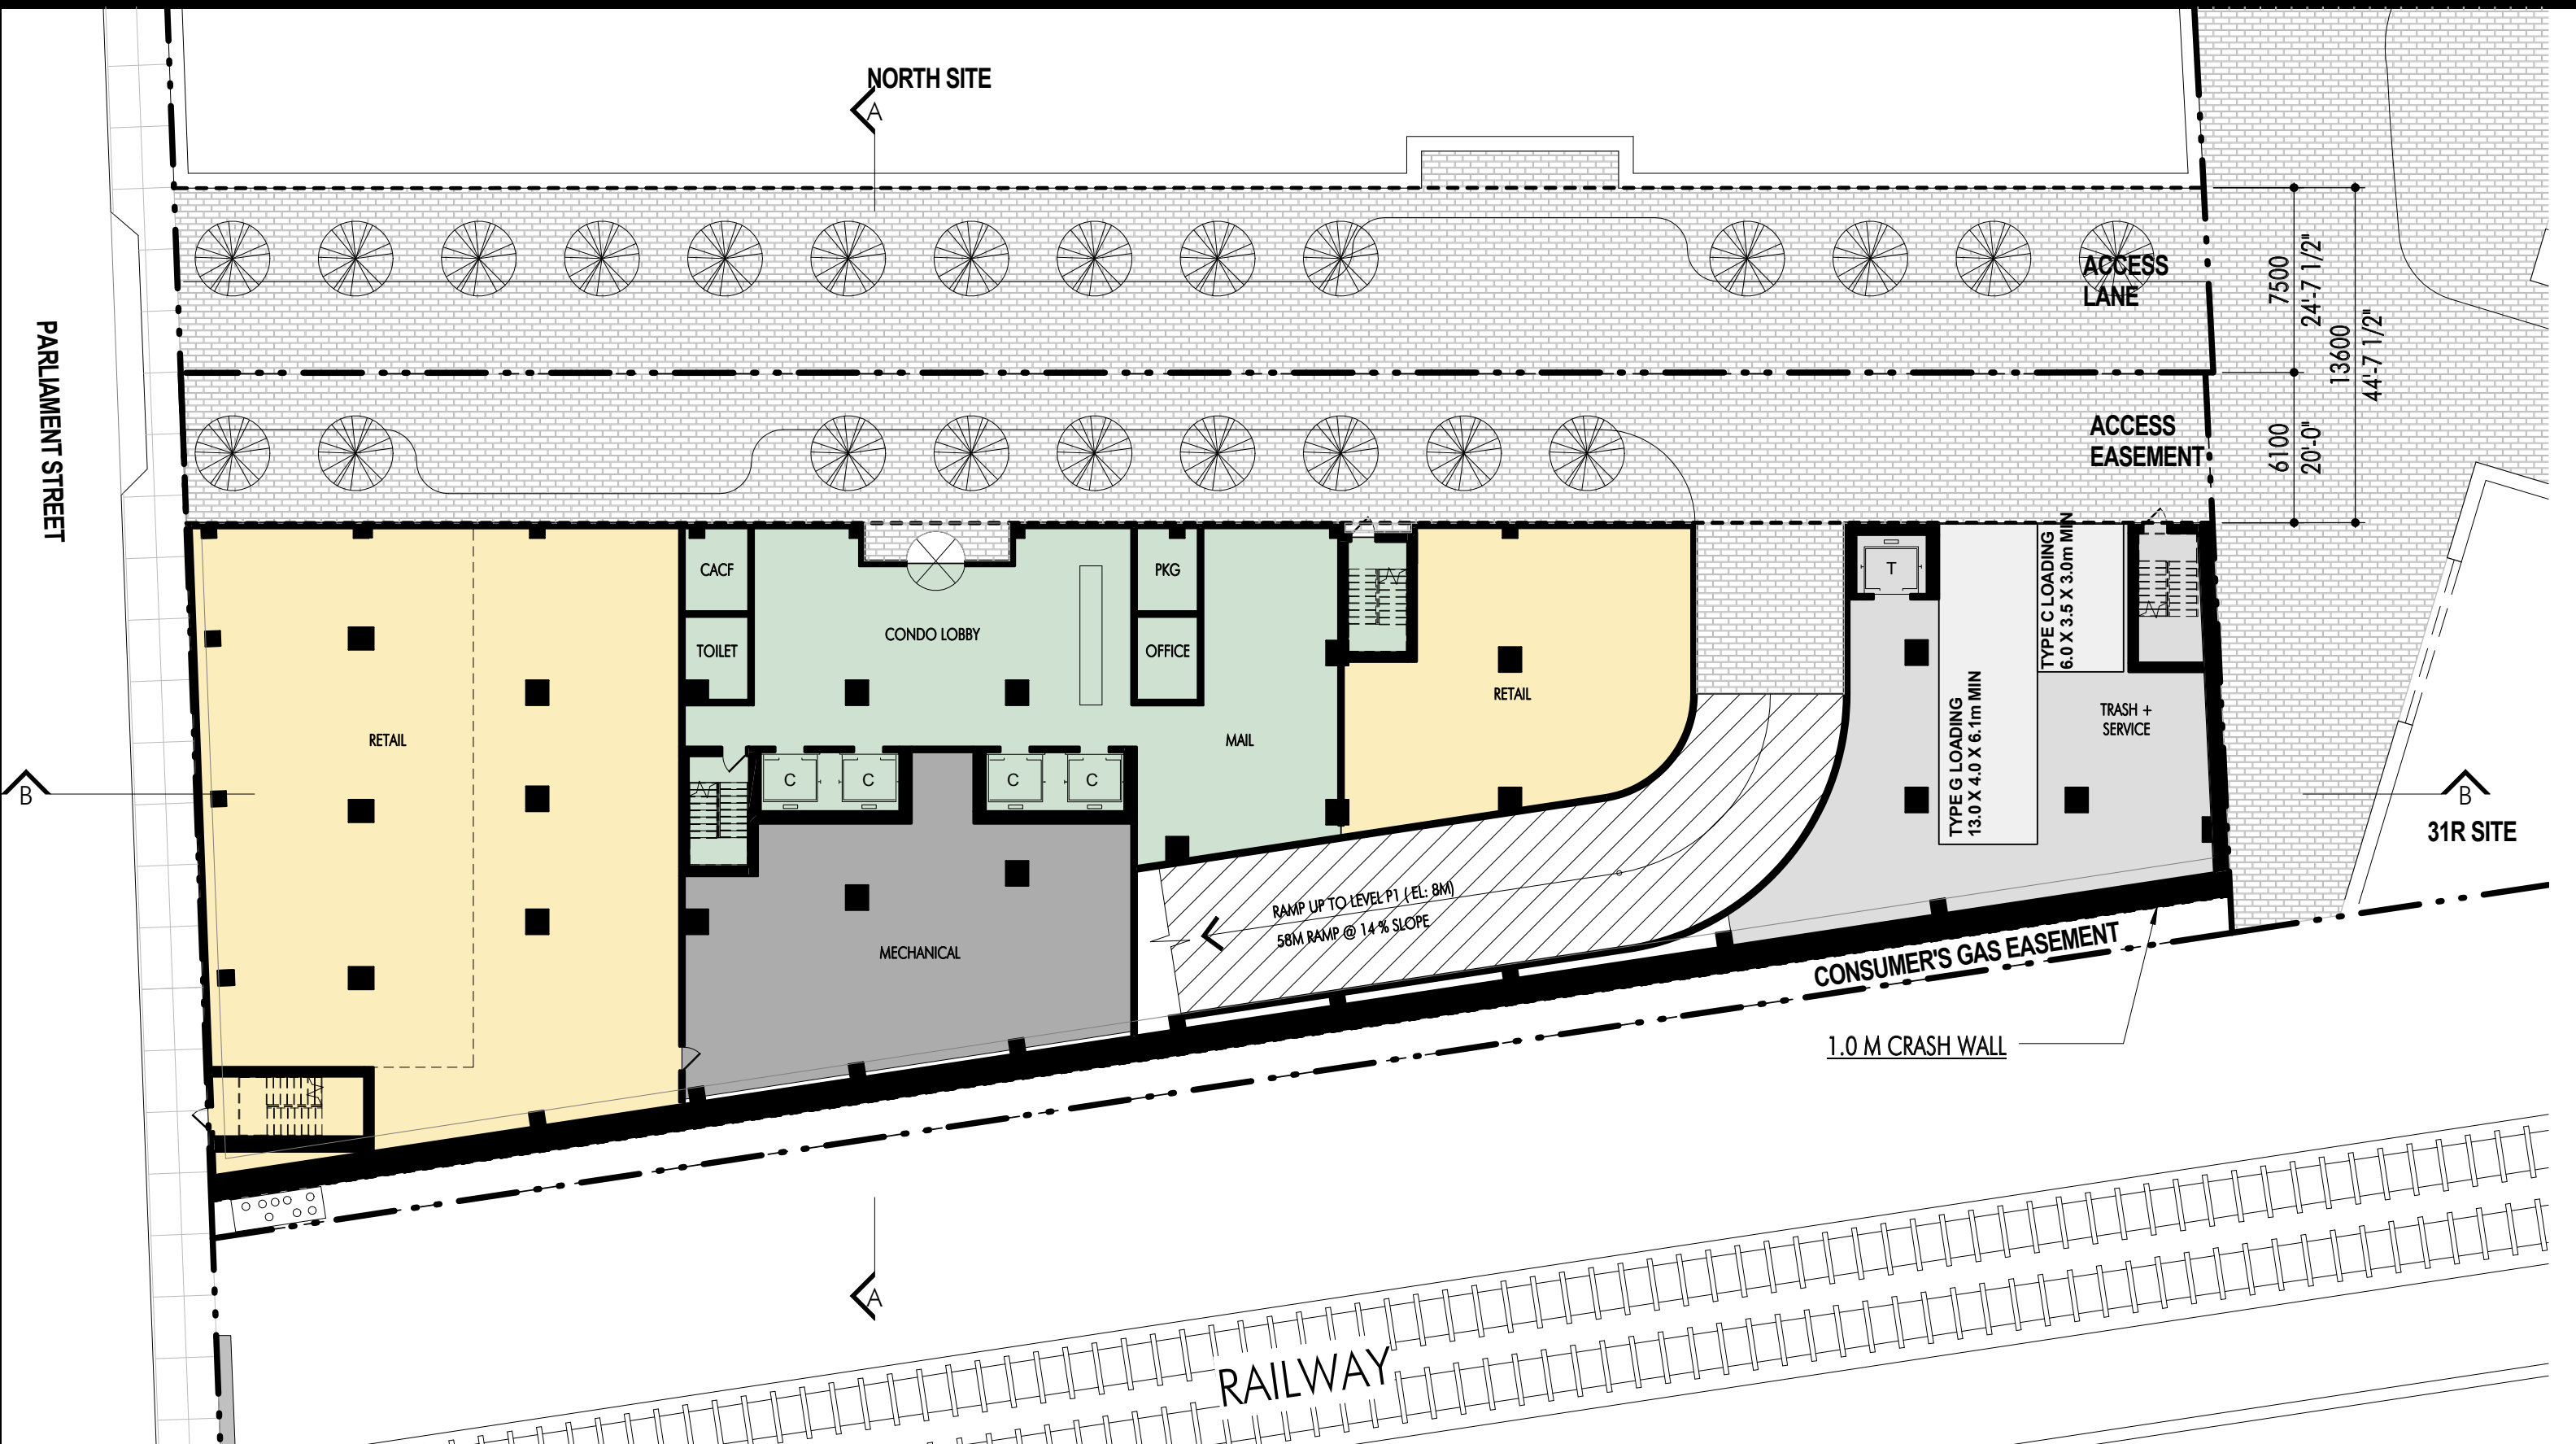 NORTH SITE
A
ACCESS
LANE
7500
24'-7 1/2"
13600
44'-7 1/2"
PARLIAMENT STREET
ACCESS
EASEMENT
6100
20'-0"
CACF
PKG
T
TYPE C LOADING
6.0 X 3.5 X 3.0m MIN
CONDO LOBBY
TOILET
OFFICE
RETAIL
RETAIL
MAIL
TRASH +
SERVICE
TYPE G LOADING
13.0 X 4.0 X 6.1m MIN
C
C
C
C
B
B
31R SITE
RAMP UP TO LEVEL P1 ( EL: 8M)
58M RAMP @ 14 % SLOPE
MECHANICAL
CONSUMER'S GAS EASEMENT
1.0 M CRASH WALL
A
RAILWAY